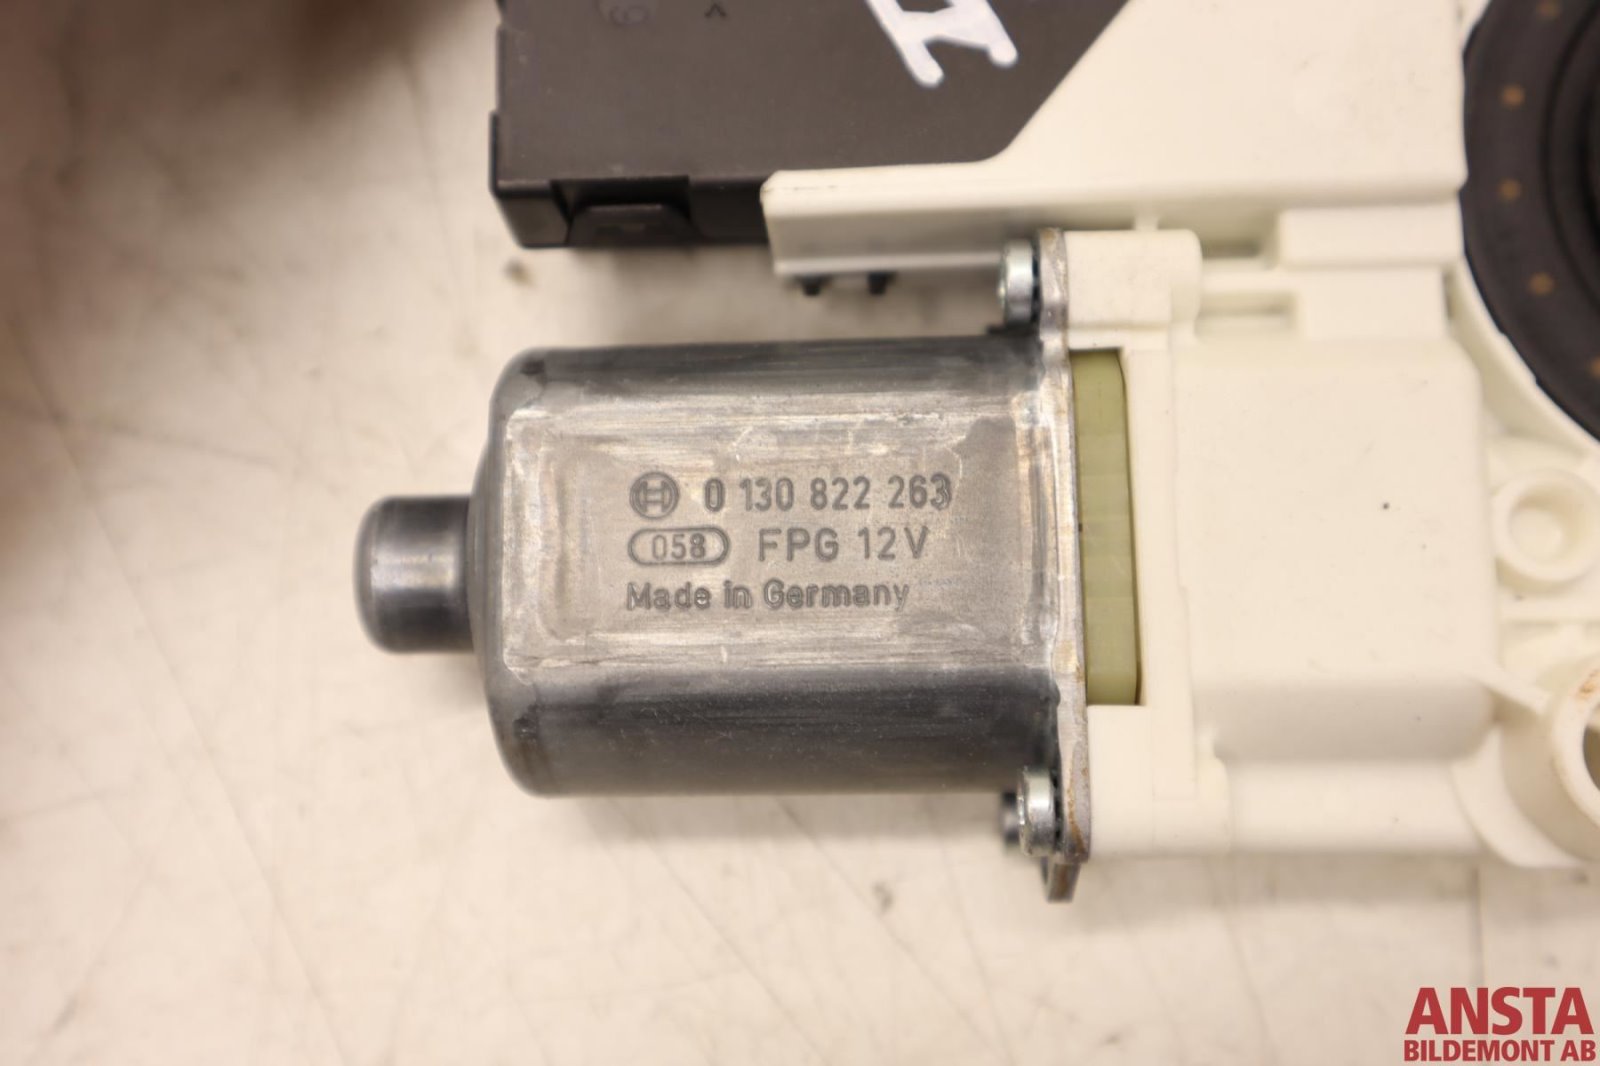 0 130 822 263
058 FPG 12V
Made in Germany
ANSTA
BILDEMONT AB